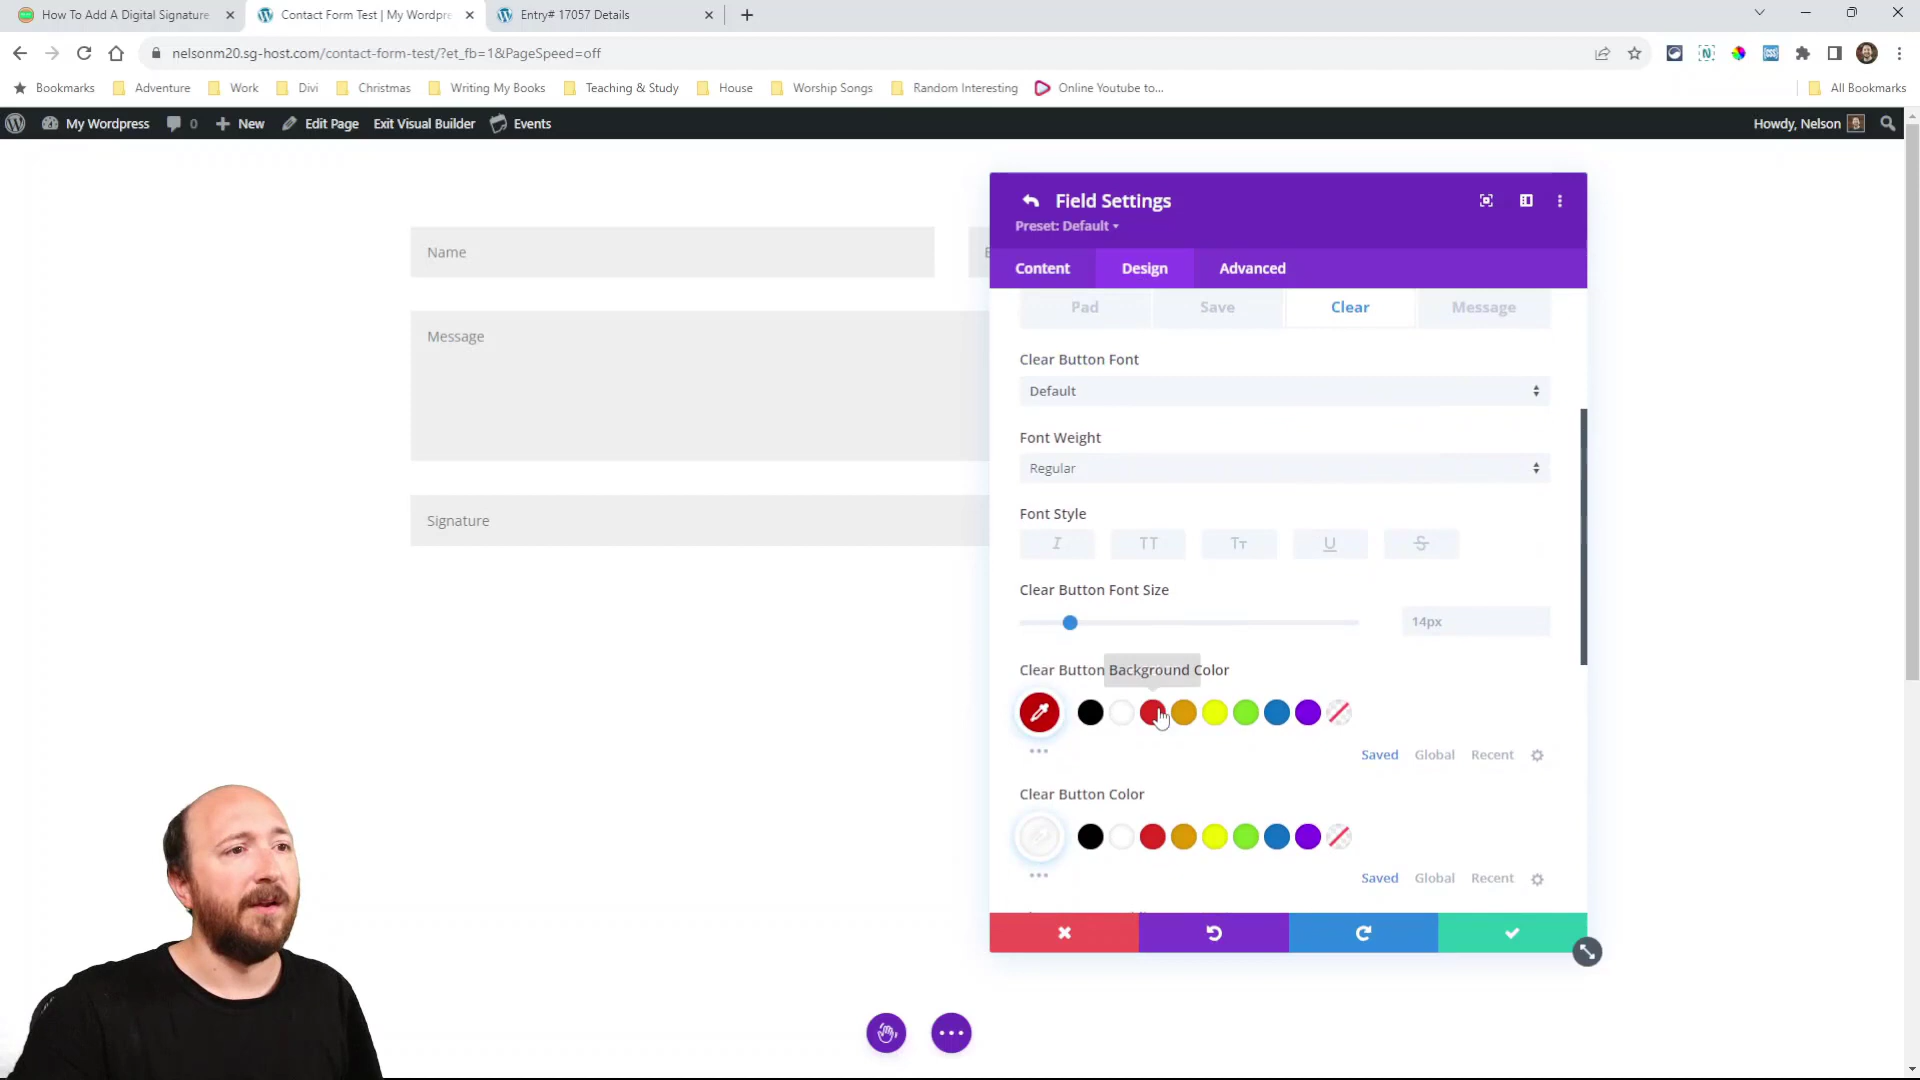 How To Add A Digital Signature
Contact Form Test | My Wordpre
Entry# 17057 Details
nelsonm20.sg-host.com/contact-form-test/?et_fb=1&PageSpeed=off
Bookmarks
Adventure
Work
Divi
Christmas
Writing My Books
Teaching & Study
House
Worship Songs
Random Interesting
Online Youtube to...
All Bookmarks
My Wordpress
0
New
Edit Page
Exit Visual Builder
Events
Howdy, Nelson
Name
Message
Signature
Field Settings
Preset: Default
Content
Design
Advanced
Pad
Save
Clear
Message
Clear Button Font
Default
Font Weight
Regular
Font Style
I
TT
Tт
U
S
Clear Button Font Size
14px
Clear Button Background Color
Saved
Global
Recent
Clear Button Color
Saved
Global
Recent